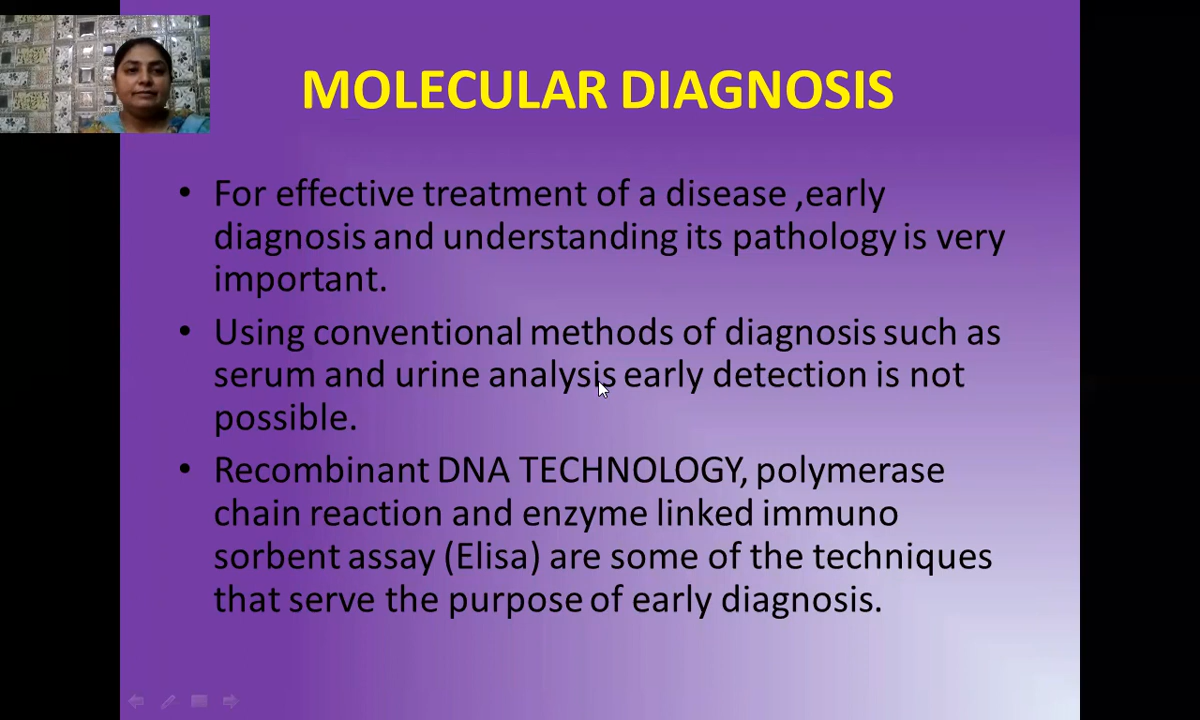 MOLECULAR DIAGNOSIS
• For effective treatment of a disease ,early
diagnosis and understanding its pathology is very
important.
• Using conventional methods of diagnosis such as
serum and urine analysis early detection is not
possible.
• Recombinant DNA TECHNOLOGY, polymerase
chain reaction and enzyme linked immuno
sorbent assay (Elisa) are some of the techniques
that serve the purpose of early diagnosis.